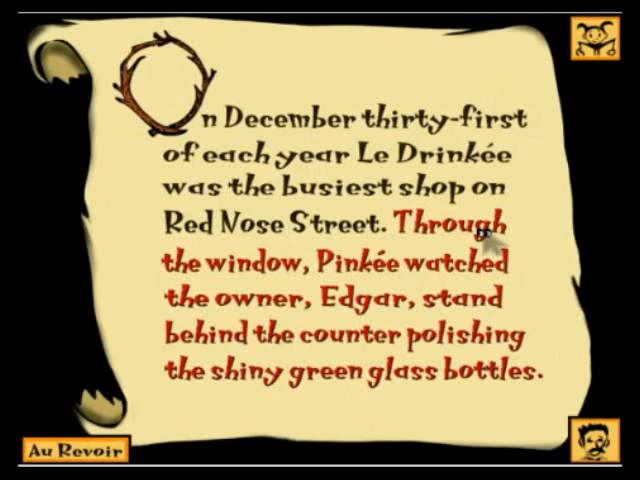 On December thirty-first
of each year Le Drinkée
was the busiest shop on
Red Nose Street. Through
the window, Pinkée watched
the owner, Edgar, stand
behind the counter polishing
the shiny green glass bottles.
Au Revoir